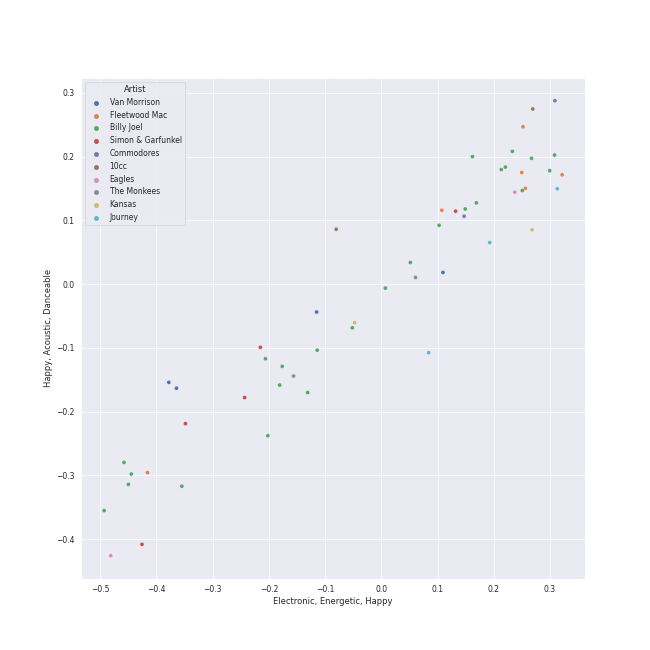 Artist
Van Morrison
Fleetwood Mac
Billy Joel
Simon & Garfunkel
Commodores
10cc
Eagles
The Monkees
Kansas
Journey
0.3
0.2
0.1
0.0
−0.1
−0.2
−0.3
−0.4
Happy, Acoustic, Danceable
−0.5 −0.4 −0.3 −0.2 −0.1 0.0 0.1 0.2 0.3
Electronic, Energetic, Happy